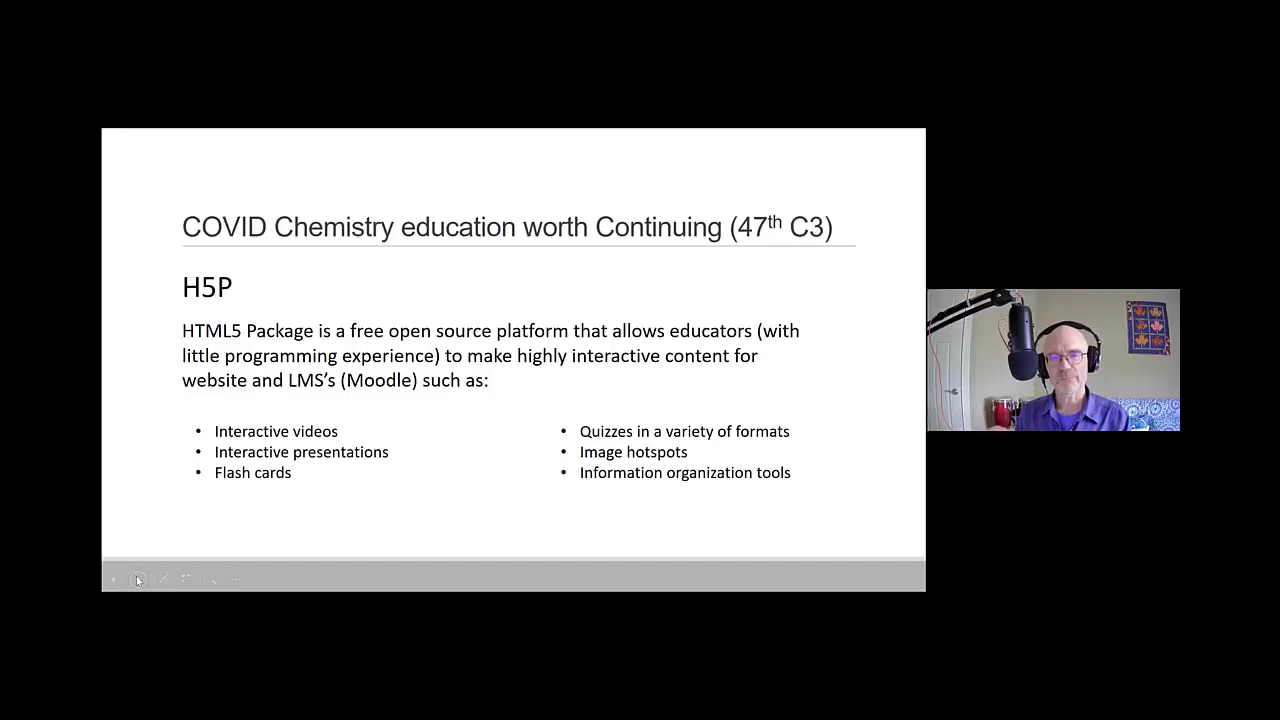 COVID Chemistry education worth Continuing (47th C3)
H5P
HTML5 Package is a free open source platform that allows educators (with
little programming experience) to make highly interactive content for
website and LMS's (Moodle) such as:
• Interactive videos
• Interactive presentations
• Flash cards
• Quizzes in a variety of formats
• Image hotspots
• Information organization tools